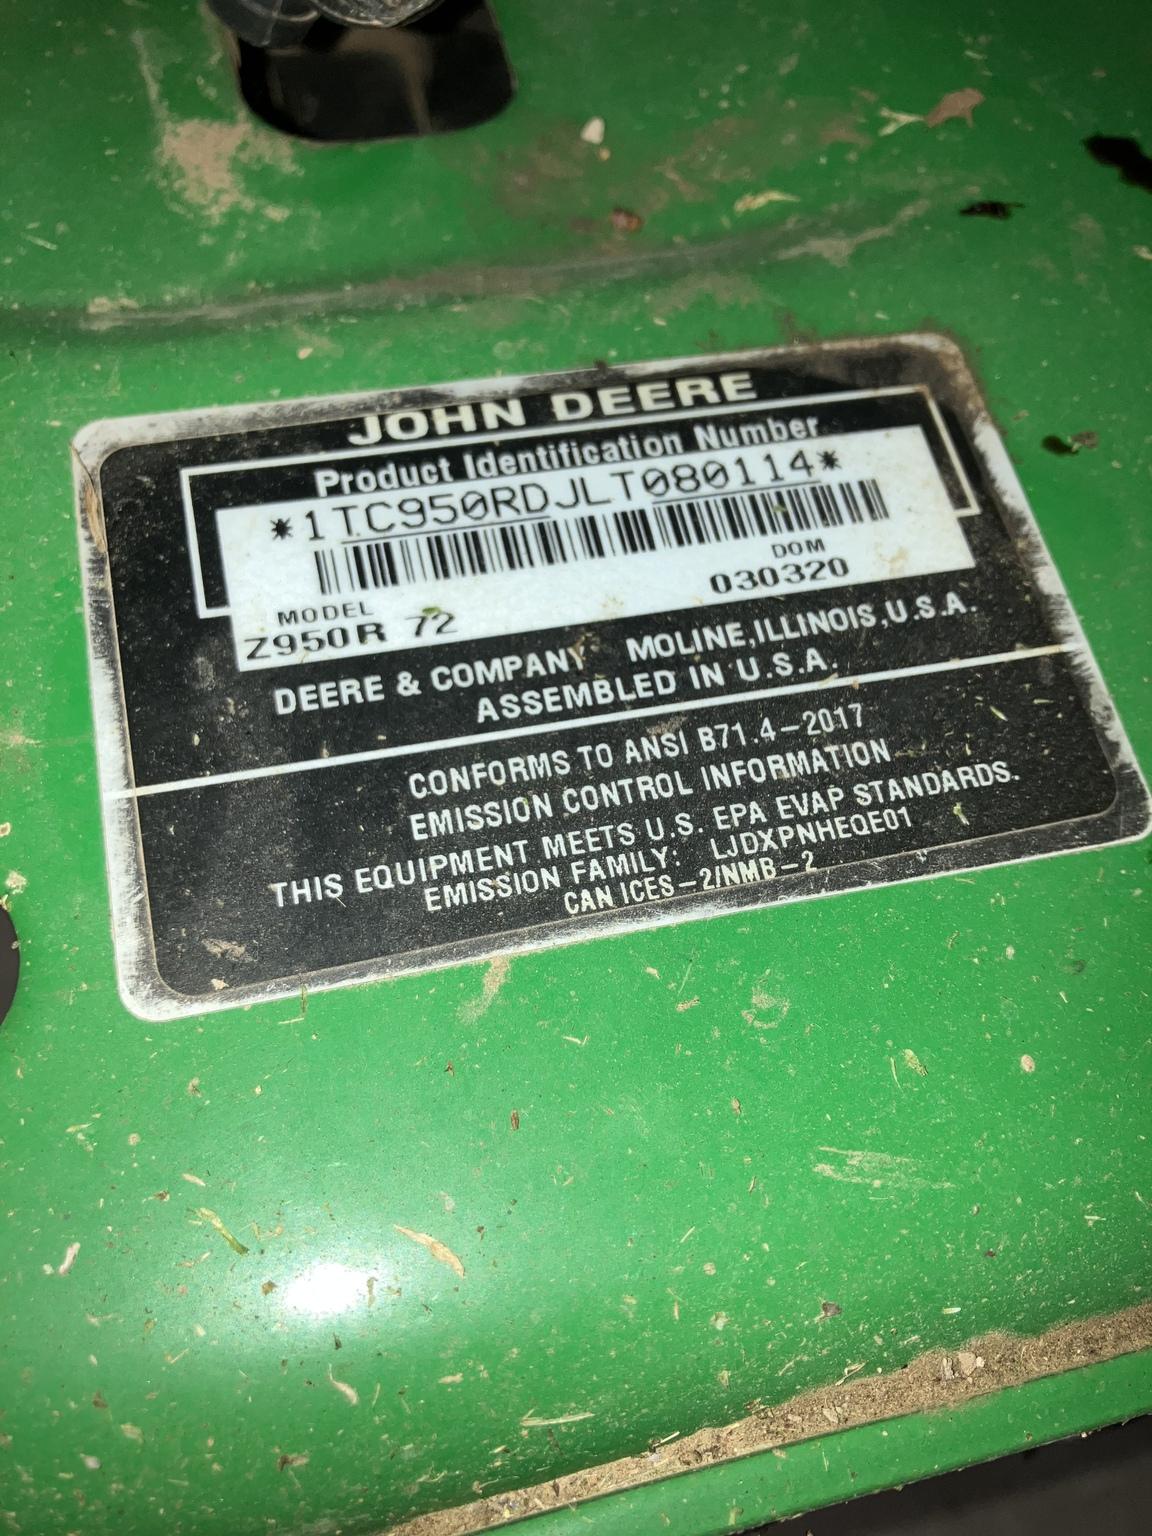 JOHN DEERE
Product Identification Number
*1TC950RDJLT080114*
DOM
030320
MODEL
Z950R 72
DEERE & COMPANY MOLINE,ILLINOIS,U.S.A.
ASSEMBLED IN U.S.A.
CONFORMS TO ANSI B71.4-2017
EMISSION CONTROL INFORMATION
THIS EQUIPMENT MEETS U.S. EPA EVAP STANDARDS.
EMISSION FAMILY: LJDXPNHEQE01
CAN ICES-2/NMB-2